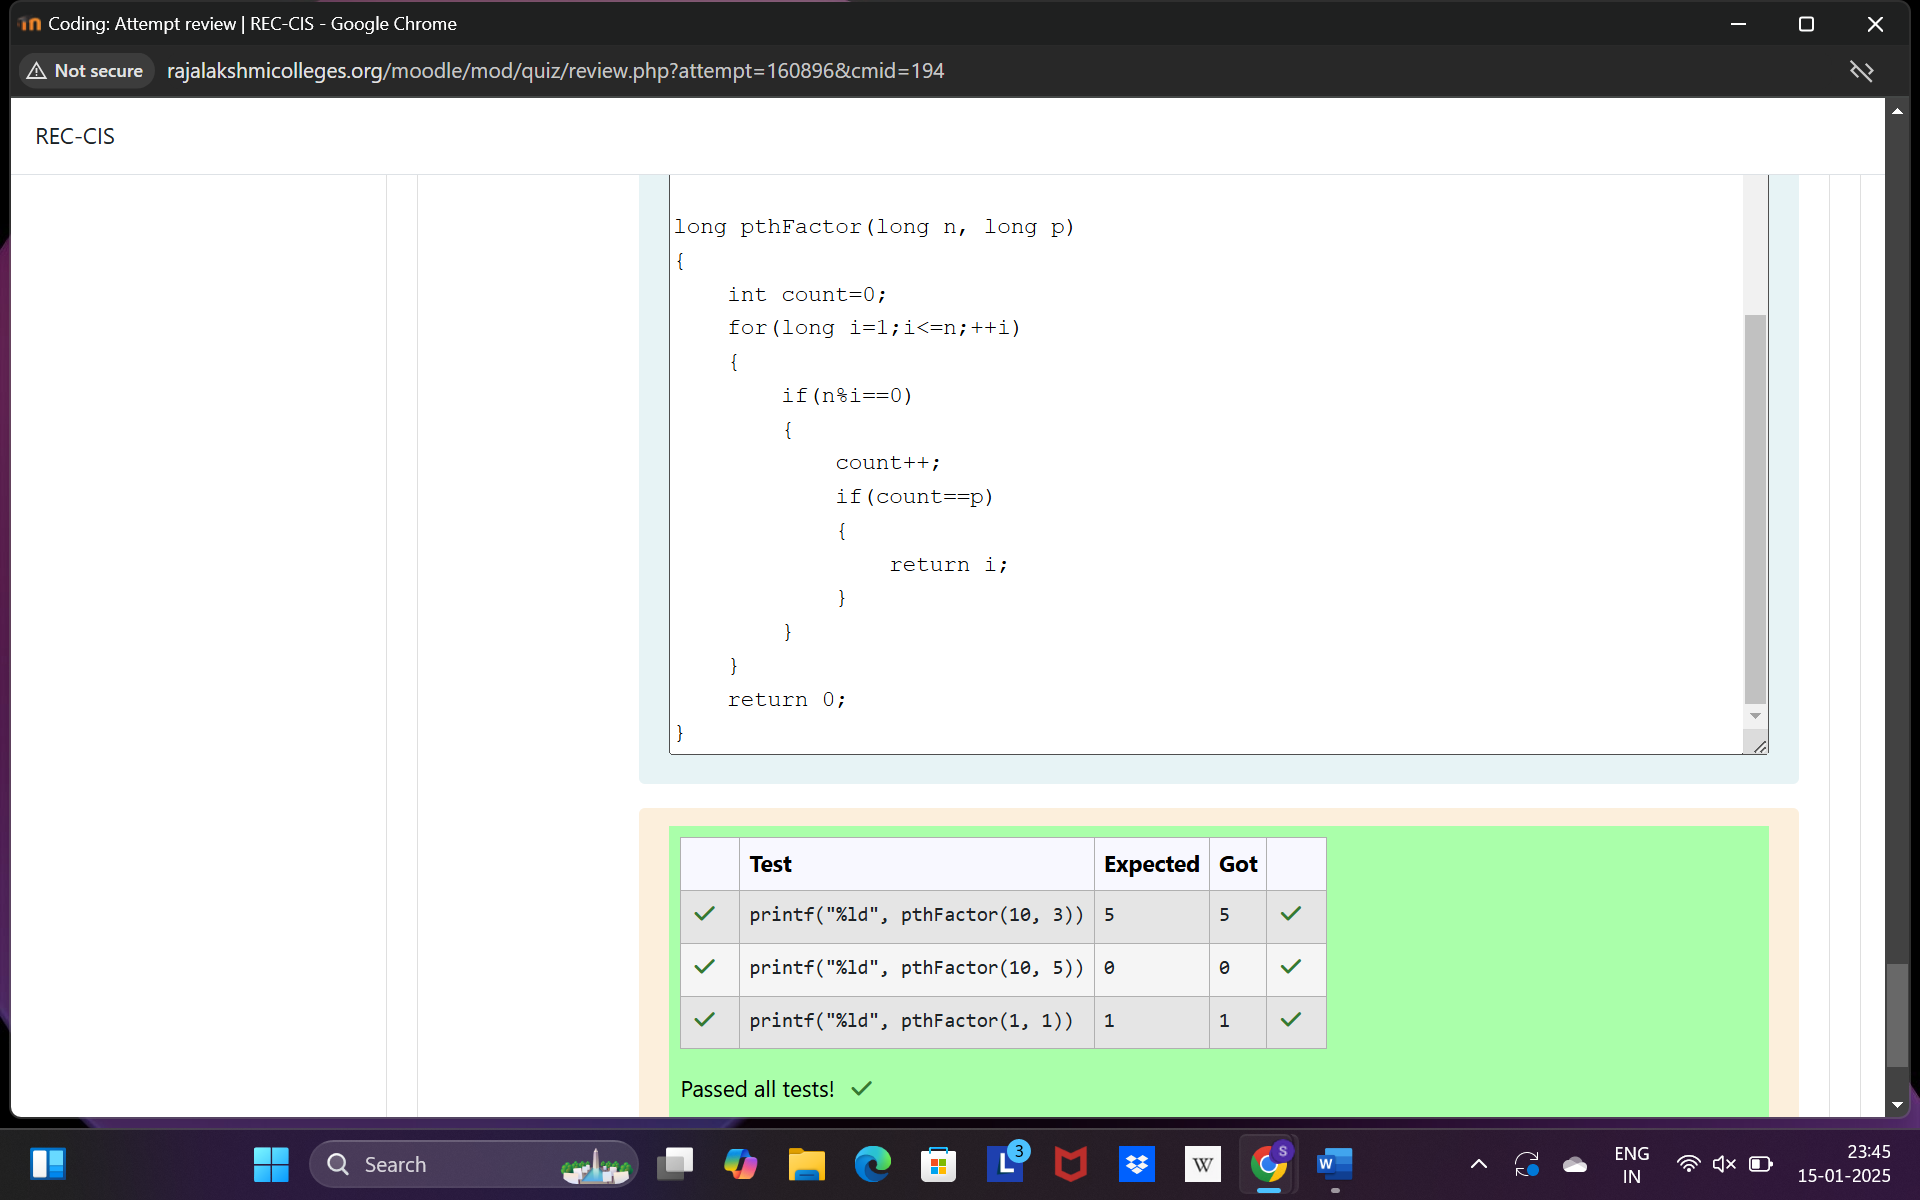 Coding: Attempt review | REC-CIS - Google Chrome
Not secure rajalakshmicolleges.org/moodle/mod/quiz/review.php?attempt=160896&cmid=194
REC-CIS
long pthFactor(long n, long p)
{
    int count=0;
    for(long i=1;i<=n;++i)
    {
        if(n%i==0)
        {
            count++;
            if(count==p)
            {
                return i;
            }
        }
    }
    return 0;
}
Test Expected Got
printf("%ld", pthFactor(10, 3)) 5 5
printf("%ld", pthFactor(10, 5)) 0 0
printf("%ld", pthFactor(1, 1)) 1 1
Passed all tests!
Search
L 3
W
S
W
ENG
IN
23:45
15-01-2025